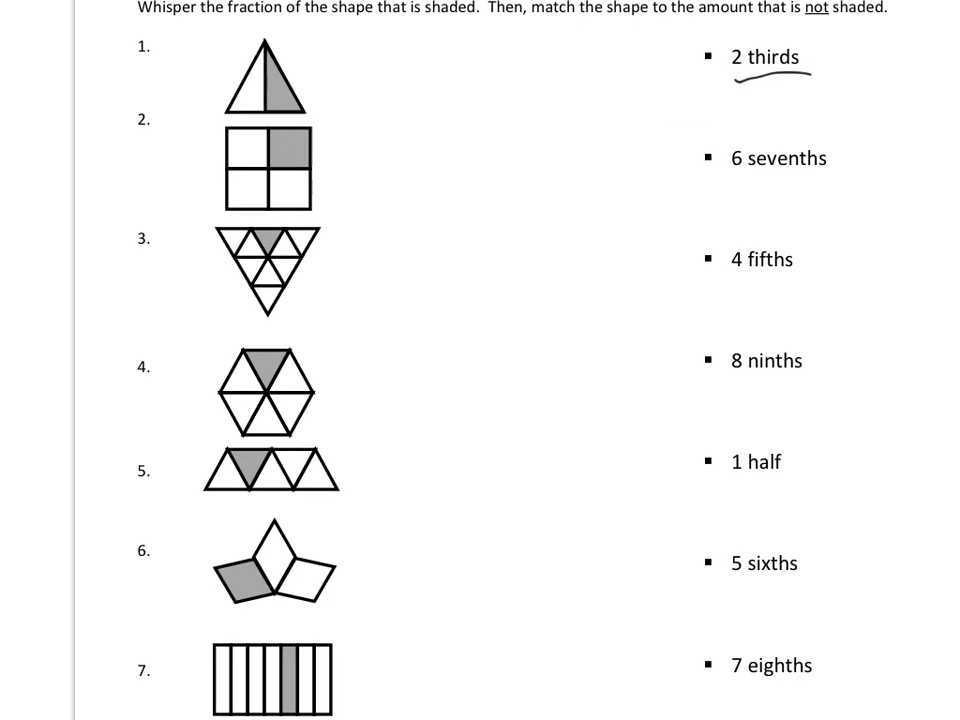 Whisper the fraction of the shape that is shaded. Then, match the shape to the amount that is not shaded.
1.
▪ 2 thirds
2.
▪ 6 sevenths
3.
▪ 4 fifths
4.
▪ 8 ninths
5.
▪ 1 half
6.
▪ 5 sixths
7.
▪ 7 eighths